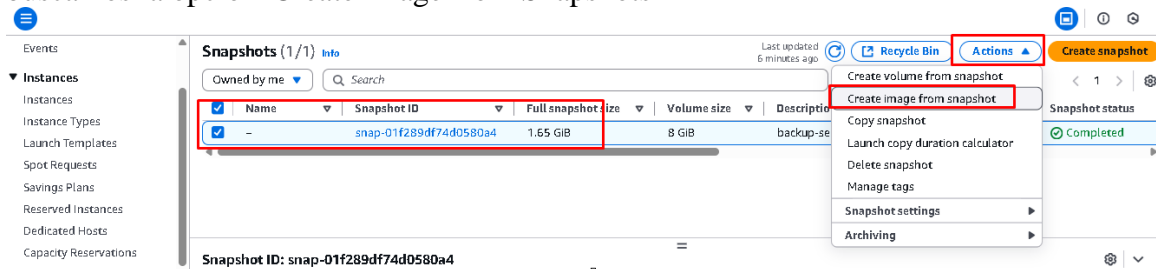 Events
Instances
Instances
Instance Types
Launch Templates
Spot Requests
Savings Plans
Reserved Instances
Dedicated Hosts
Capacity Reservations
Snapshots (1/1) Info
Last updated
6 minutes ago
Recycle Bin
Actions
Create snapshot
Owned by me
Search
1
Name
Snapshot ID
Full snapshot size
Volume size
Descriptio
Snapshot status
–
snap-01f289df74d0580a4
1.65 GiB
8 GiB
backup-se
Completed
Create volume from snapshot
Create image from snapshot
Copy snapshot
Launch copy duration calculator
Delete snapshot
Manage tags
Snapshot settings
Archiving
Snapshot ID: snap-01f289df74d0580a4